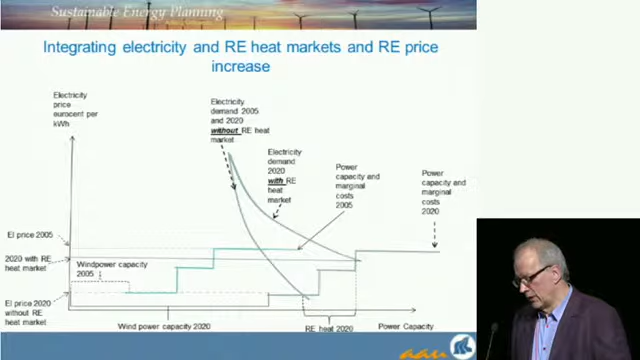 Sustainable Energy Planning
Integrating electricity and RE heat markets and RE price
increase
Electricity
price
eurocent per
kWh
Electricity
demand 2005
and 2020
without RE heat
market
Electricity
demand
2020
with RE
heat
market
Power
capacity and
marginal
costs
2005
Power
capacity and
marginal
costs
2020
El price 2005
2020 with RE
heat market
Windpower capacity
2005
El price 2020
without RE
heat market
Wind power capacity 2020
RE heat 2020
Power Capacity
aau